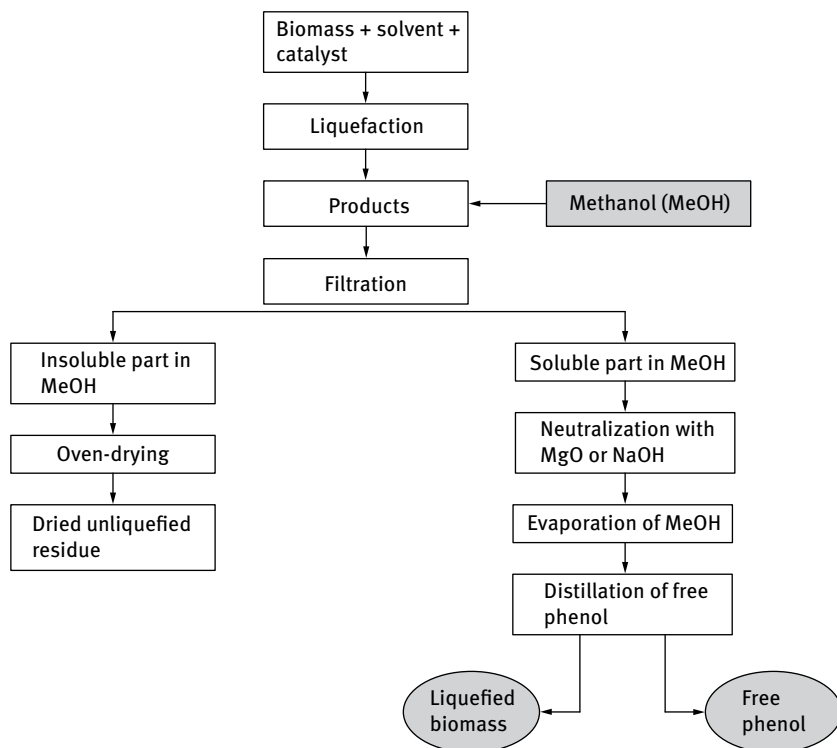 Biomass + solvent +
catalyst
Liquefaction
Products
Methanol (MeOH)
Filtration
Insoluble part in
MeOH
Soluble part in MeOH
Oven-drying
Neutralization with
MgO or NaOH
Dried unliquefied
residue
Evaporation of MeOH
Distillation of free
phenol
Liquefied
biomass
Free
phenol